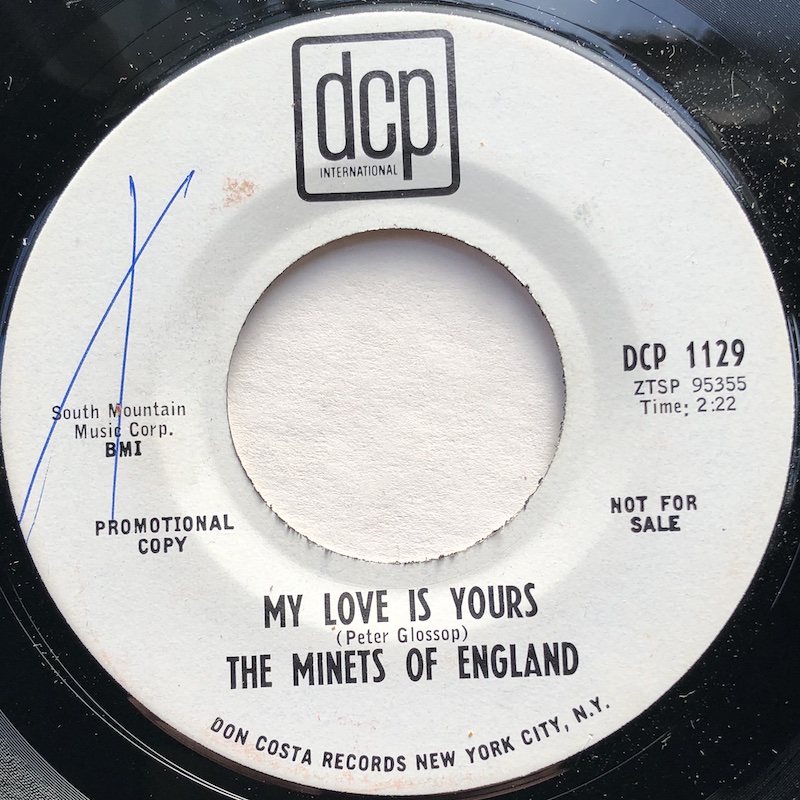 dcp
INTERNATIONAL
DCP 1129
ZTSP 95355
Time: 2:22
South Mountain
Music Corp.
BMI
PROMOTIONAL
COPY
NOT FOR
SALE
MY LOVE IS YOURS
(Peter Glossop)
THE MINETS OF ENGLAND
DON COSTA RECORDS NEW YORK CITY, N.Y.